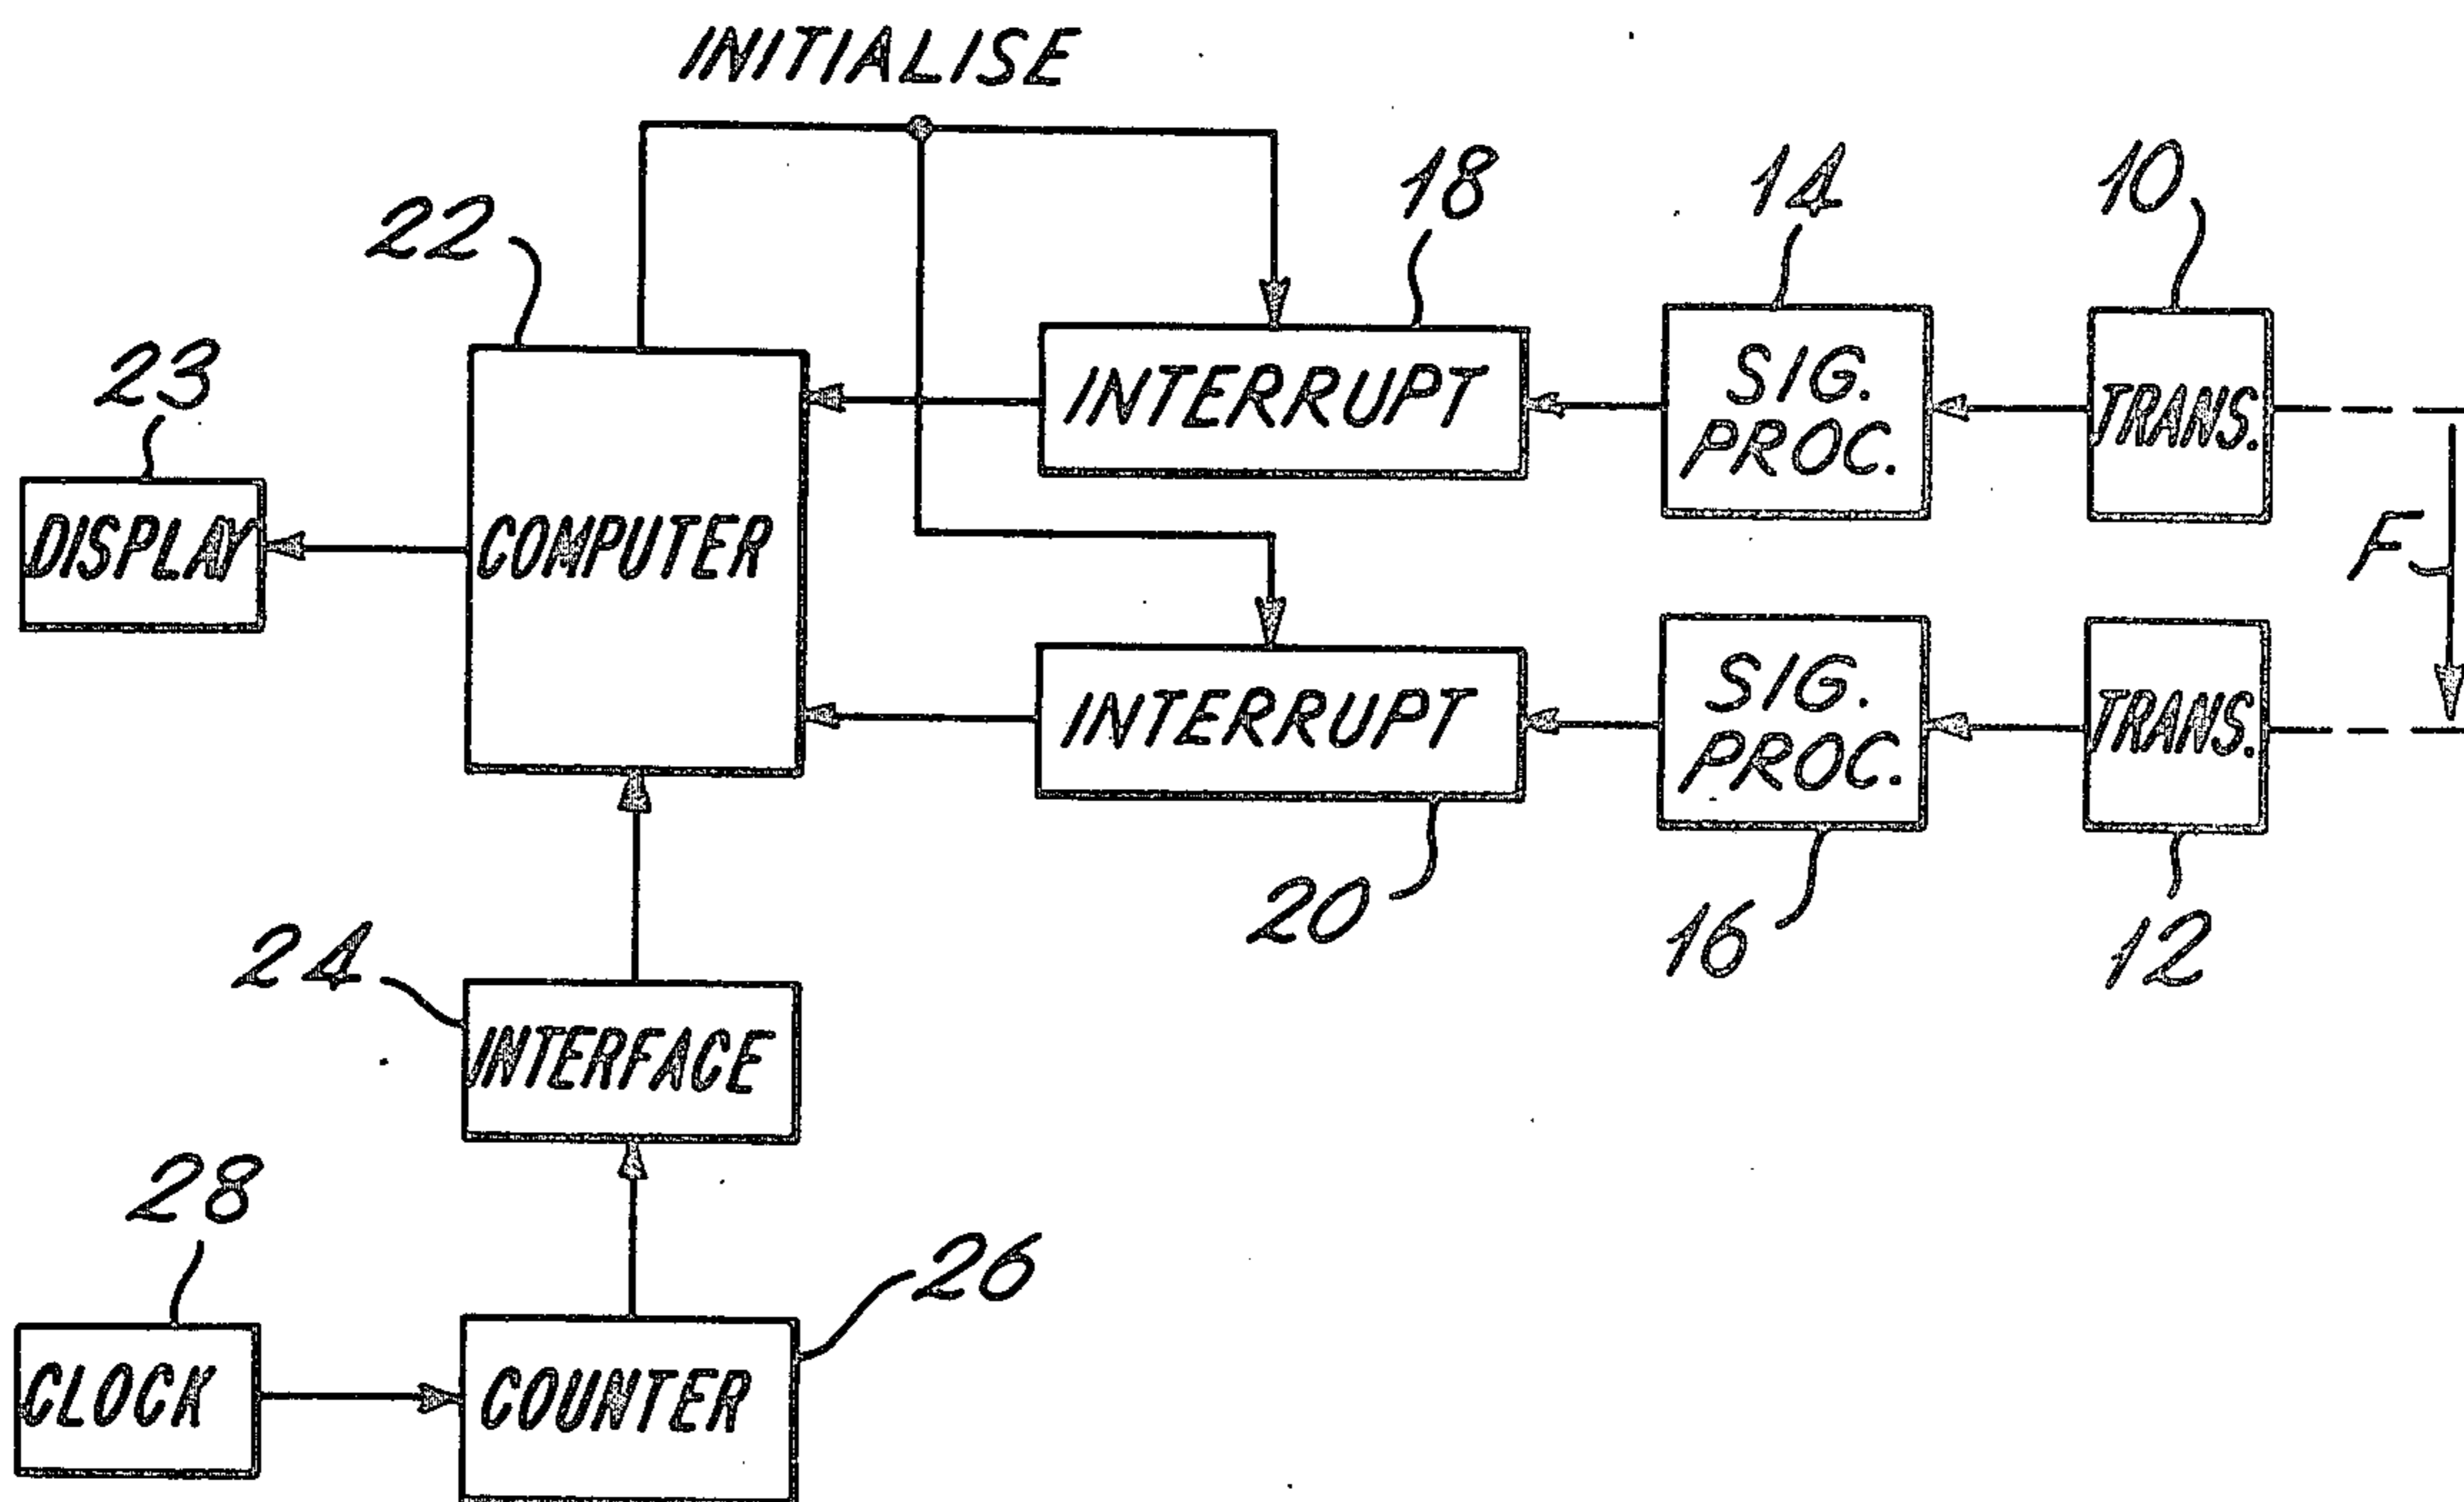 INITIALISE
22
18
14
10
23
DISPLAY
COMPUTER
INTERRUPT
SIG.
PROC.
TRANS.
F
INTERRUPT
SIG.
PROC.
TRANS.
20
16
12
24
INTERFACE
28
26
CLOCK
COUNTER